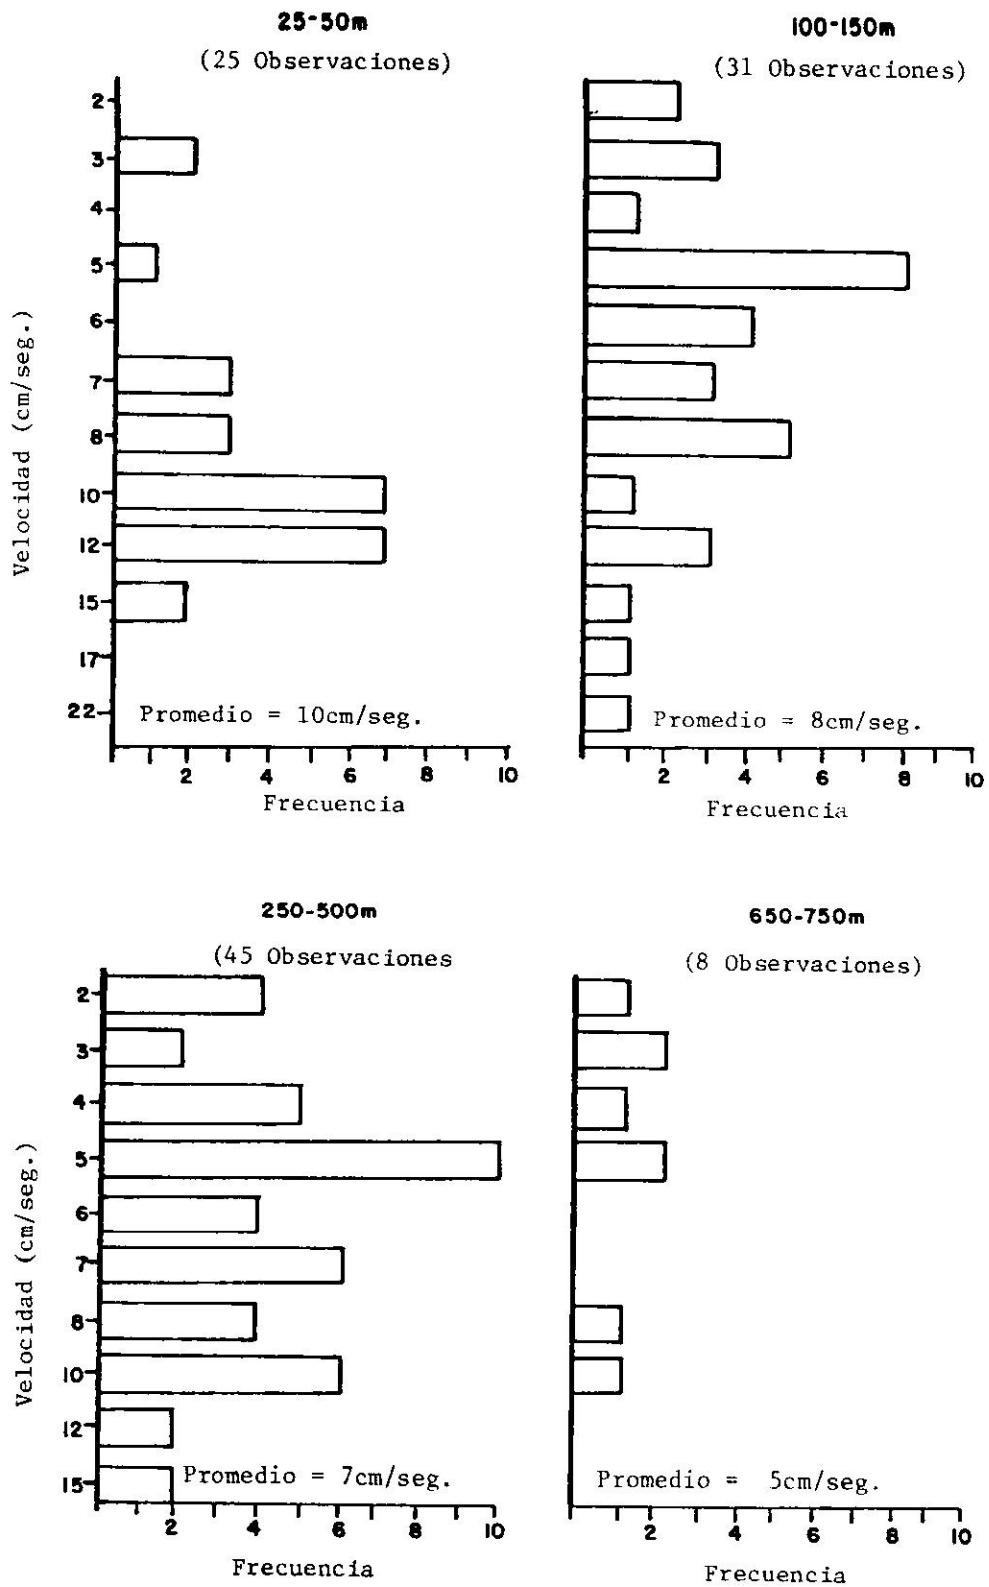 25-50m
(25 Observaciones)
Velocidad (cm/seg.)
2
3
4
5
6
7
8
10
12
15
17
22
Promedio = 10cm/seg.
2 4 6 8 10
Frecuencia
100-150m
(31 Observaciones)
Promedio = 8cm/seg.
2 4 6 8 10
Frecuencia
250-500m
(45 Observaciones
Velocidad (cm/seg.)
2
3
4
5
6
7
8
10
12
15
Promedio = 7cm/seg.
2 4 6 8 10
Frecuencia
650-750m
(8 Observaciones)
Promedio = 5cm/seg.
2 4 6 8 10
Frecuencia